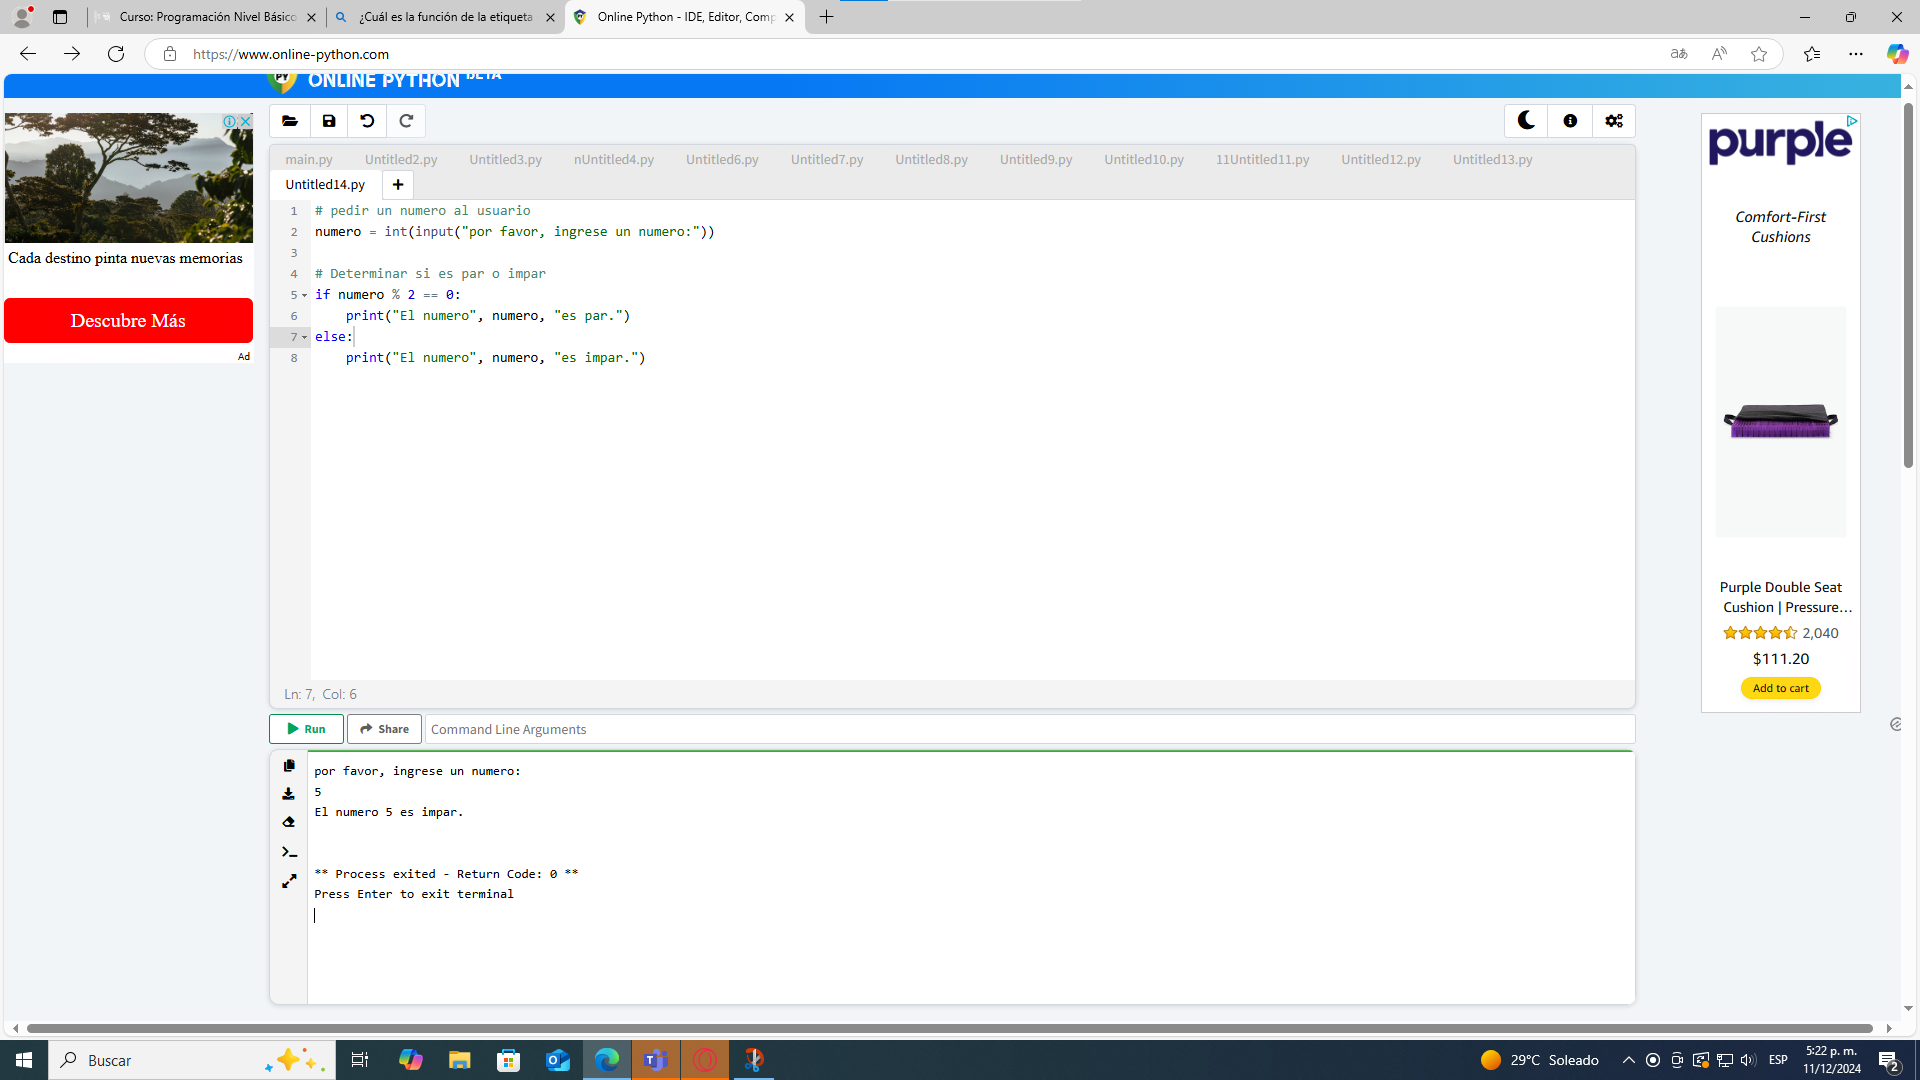 Curso: Programación Nivel Básico
¿Cuál es la función de la etiqueta
Online Python - IDE, Editor, Comp
https://www.online-python.com
PY ONLINE PYTHON BETA
main.py Untitled2.py Untitled3.py nUntitled4.py Untitled6.py Untitled7.py Untitled8.py Untitled9.py Untitled10.py 11Untitled11.py Untitled12.py Untitled13.py
Untitled14.py +
1 # pedir un numero al usuario
2 numero = int(input("por favor, ingrese un numero:"))
3
4 # Determinar si es par o impar
5 if numero % 2 == 0:
6     print("El numero", numero, "es par.")
7 else:
8     print("El numero", numero, "es impar.")
Ln: 7, Col: 6
Run Share Command Line Arguments
por favor, ingrese un numero:
5
El numero 5 es impar.
** Process exited - Return Code: 0 **
Press Enter to exit terminal
Cada destino pinta nuevas memorias
Descubre Más
Ad
purple
Comfort-First
Cushions
Purple Double Seat
Cushion | Pressure...
2,040
$111.20
Add to cart
Buscar
29°C Soleado
ESP
5:22 p. m.
11/12/2024
2